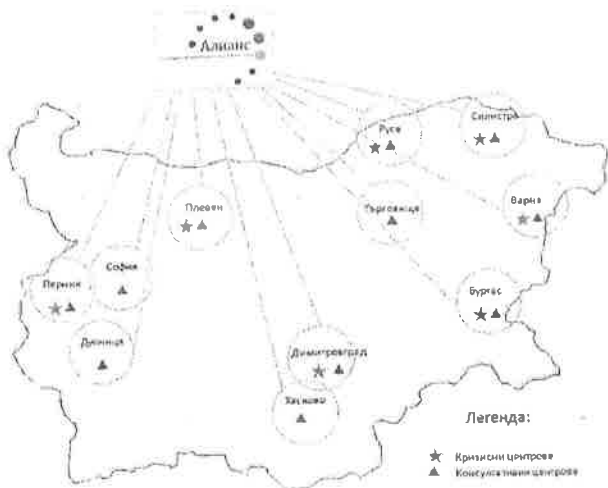 Алианс
Русе
Силистра
Плевен
Търговище
Варна
София
Перник
Бургас
Дупница
Димитровград
Хасково
Легенда:
Кризисни центрове
Консултативни центрове